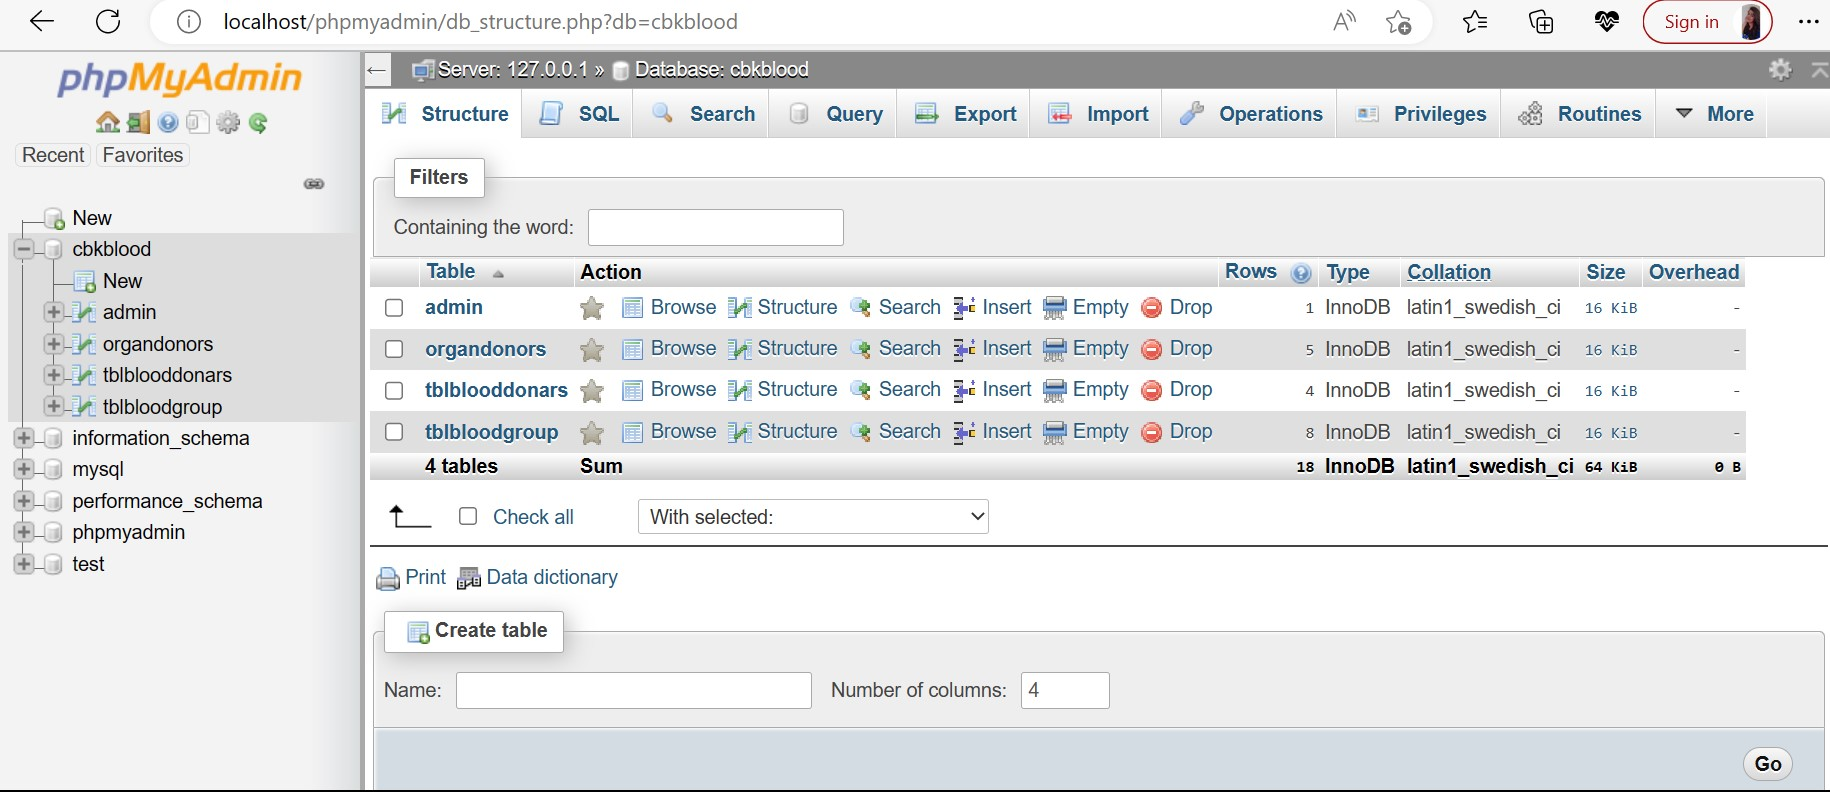 localhost/phpmyadmin/db_structure.php?db=cbkblood
Sign in
phpMyAdmin
Recent Favorites
New
cbkblood
New
admin
organdonors
tblblooddonars
tblbloodgroup
information_schema
mysql
performance_schema
phpmyadmin
test
Server: 127.0.0.1 » Database: cbkblood
Structure SQL Search Query Export Import Operations Privileges Routines More
Filters
Containing the word:
Table Action Rows Type Collation Size Overhead
admin Browse Structure Search Insert Empty Drop 1 InnoDB latin1_swedish_ci 16 KiB -
organdonors Browse Structure Search Insert Empty Drop 5 InnoDB latin1_swedish_ci 16 KiB -
tblblooddonars Browse Structure Search Insert Empty Drop 4 InnoDB latin1_swedish_ci 16 KiB -
tblbloodgroup Browse Structure Search Insert Empty Drop 8 InnoDB latin1_swedish_ci 16 KiB -
4 tables Sum 18 InnoDB latin1_swedish_ci 64 KiB 0 B
Check all With selected:
Print Data dictionary
Create table
Name: Number of columns: 4
Go